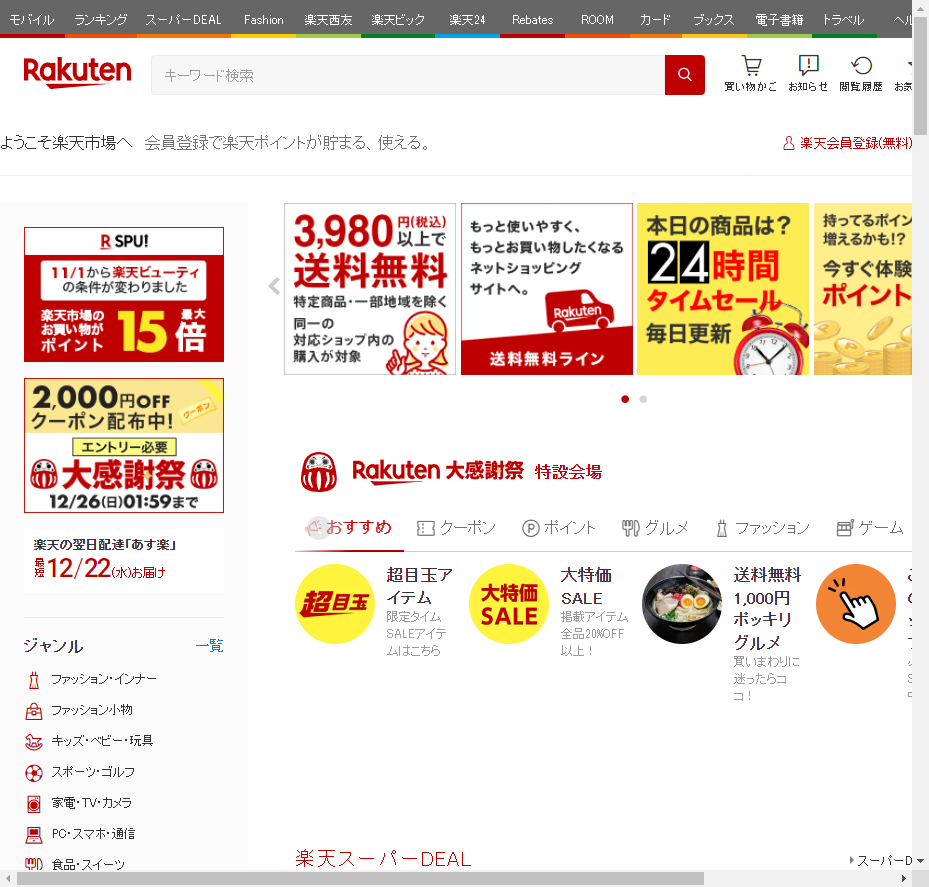 モバイル ランキング スーパーDEAL Fashion 楽天西友 楽天ビック 楽天24 Rebates ROOM カード ブックス 電子書籍 トラベル
Rakuten
キーワード検索
買い物かご お知らせ 閲覧履歴
ようこそ楽天市場へ 会員登録で楽天ポイントが貯まる、使える。
楽天会員登録(無料)
R SPU!
11/1から楽天ビューティ
の条件が変わりました
楽天市場の
お買い物が
ポイント
15
最大
倍
2,000円OFF
クーポン配布中!
クーポン
エントリー必要
大感謝祭
12/26(日)01:59まで
楽天の翌日配達「あす楽」
最短12/22(水)お届け
ジャンル 一覧
ファッション・インナー
ファッション小物
キッズ・ベビー・玩具
スポーツ・ゴルフ
家電・TV・カメラ
PC・スマホ・通信
食品・スイーツ
3,980円(税込)
以上で
送料無料
特定商品・一部地域を除く
同一の
対応ショップ内の
購入が対象
もっと使いやすく、
もっとお買い物したくなる
ネットショッピング
サイトへ。
Rakuten
送料無料ライン
本日の商品は?
24時間
タイムセール
毎日更新
持ってるポイン
増えるかも!?
今すぐ体験
ポイント
Rakuten 大感謝祭 特設会場
おすすめ クーポン ポイント グルメ ファッション ゲーム
超目玉
超目玉ア
イテム
限定タイム
SALEアイテ
ムはこちら
大特価
SALE
大特価
SALE
掲載アイテム
全品20%OFF
以上！
送料無料
1,000円
ポッキリ
グルメ
買いまわりに
迷ったらコ
コ！
楽天スーパーDEAL
スーパーD